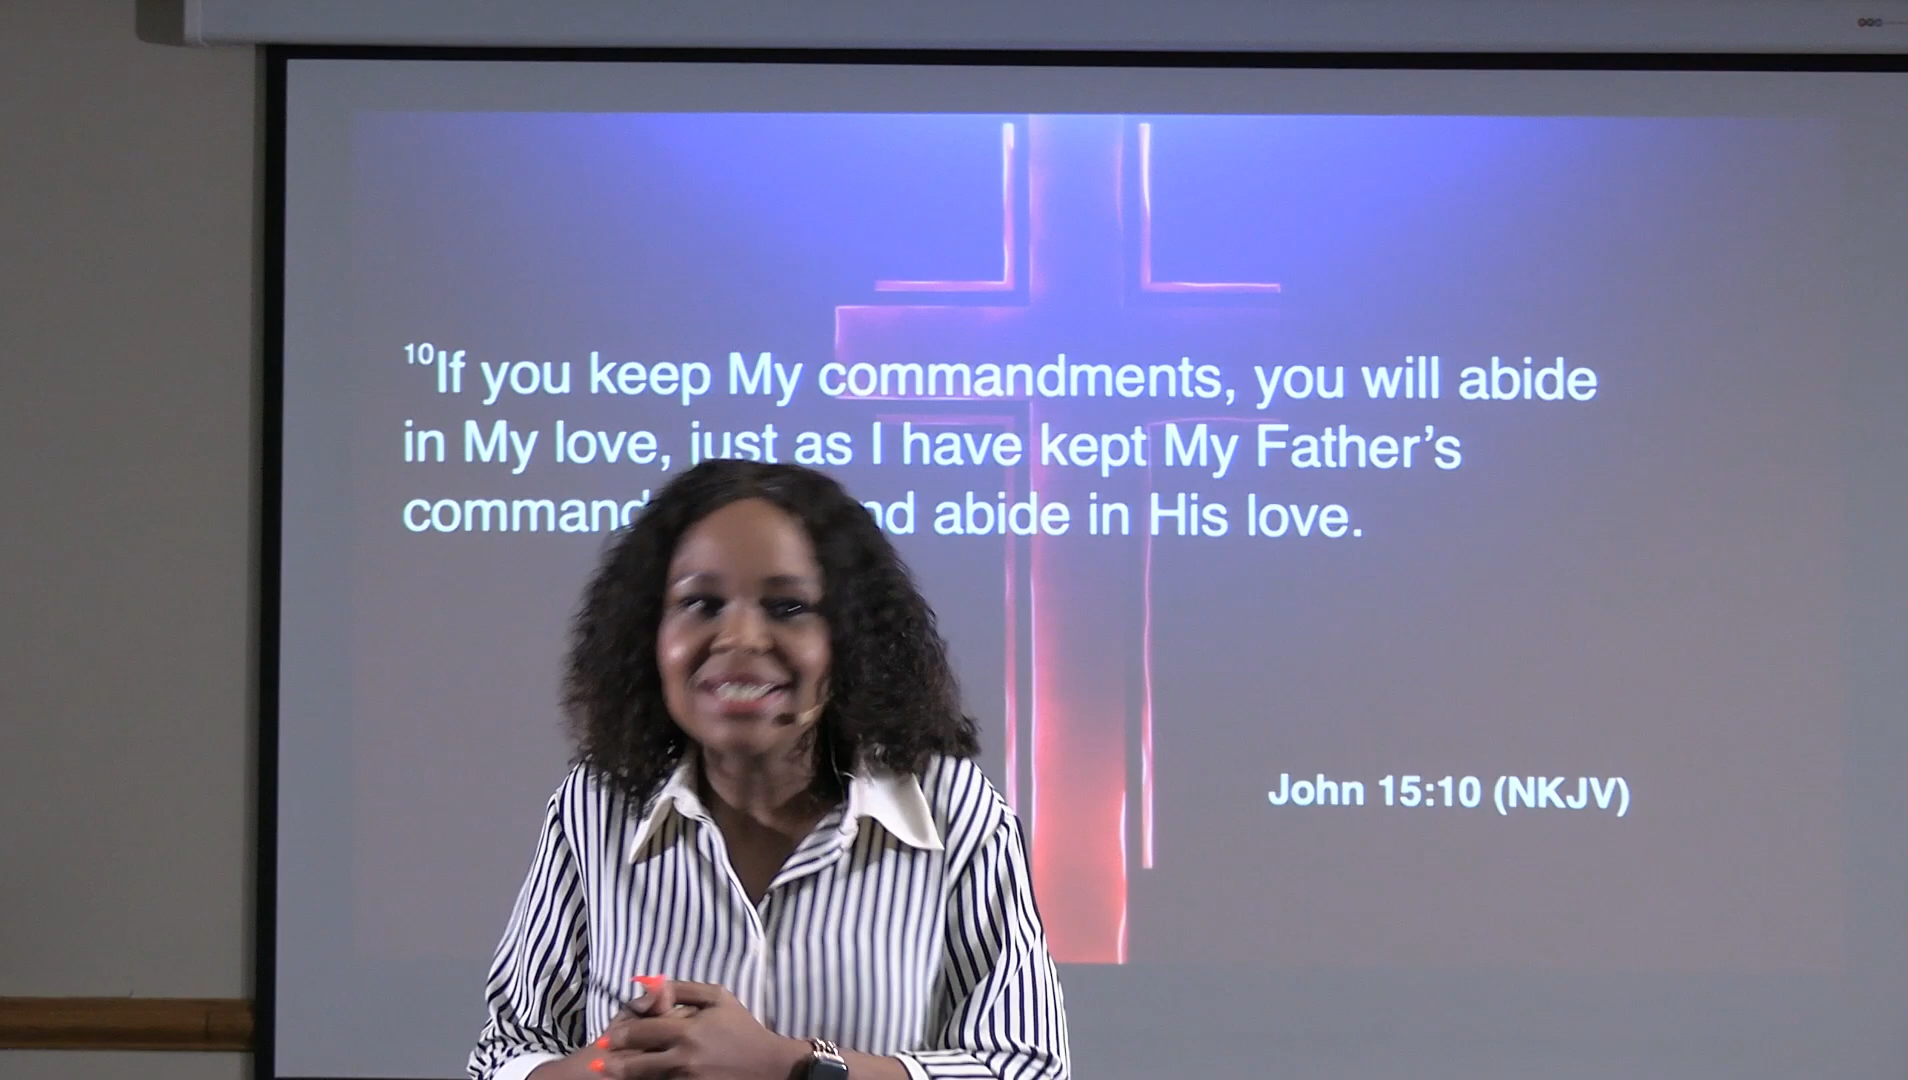 10If you keep My commandments, you will abide
in My love, just as I have kept My Father's
abide in His love.
John 15:10 (NKJV)